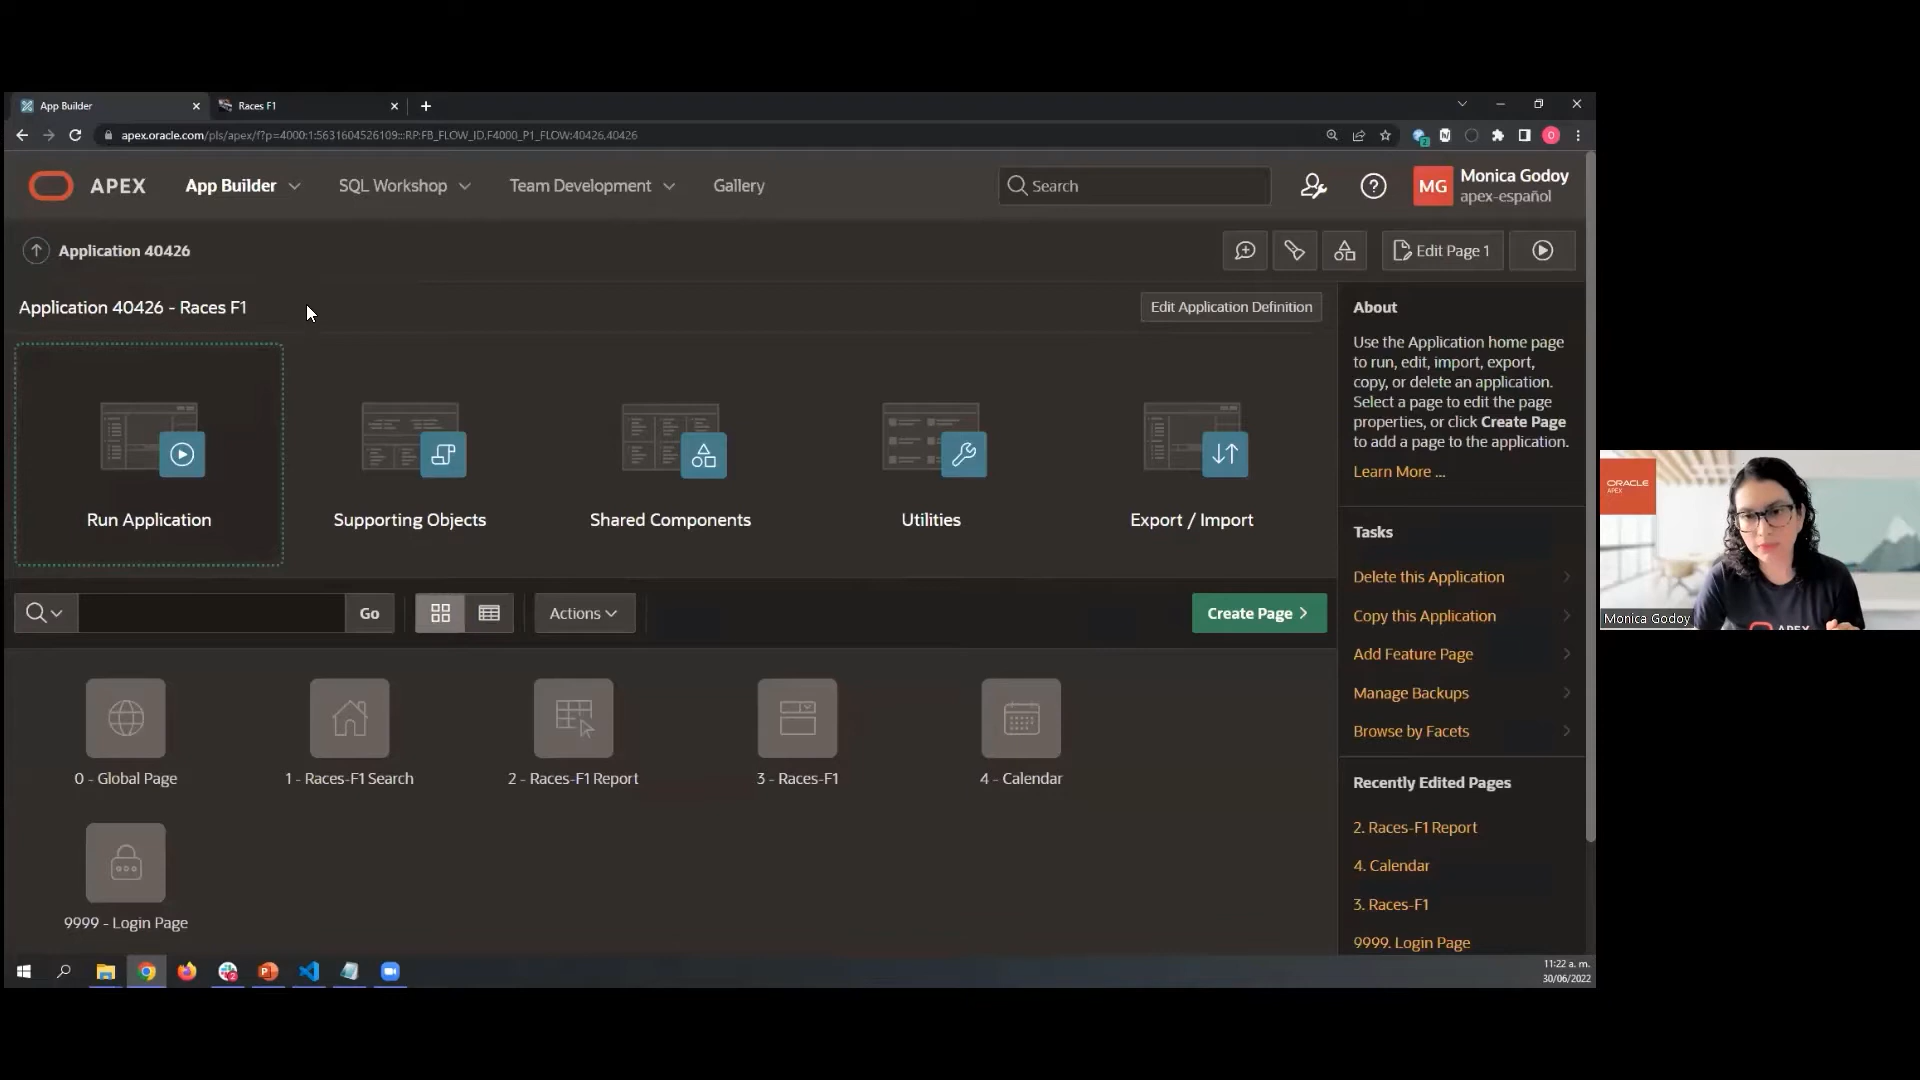 App Builder
Races F1
apex.oracle.com/pls/apex/f?p=4000:1:5631604526109:::RP:FB_FLOW_ID,F4000_P1_FLOW:40426,40426
APEX
App Builder
SQL Workshop
Team Development
Gallery
Search
MG
Monica Godoy
apex-español
Application 40426
Edit Page 1
Application 40426 - Races F1
Edit Application Definition
Run Application
Supporting Objects
Shared Components
Utilities
Export / Import
Go
Actions
Create Page
0 - Global Page
1 - Races-F1 Search
2 - Races-F1 Report
3 - Races-F1
4 - Calendar
9999 - Login Page
About
Use the Application home page
to run, edit, import, export,
copy, or delete an application.
Select a page to edit the page
properties, or click Create Page
to add a page to the application.
Learn More ...
Tasks
Delete this Application
Copy this Application
Add Feature Page
Manage Backups
Browse by Facets
Recently Edited Pages
2. Races-F1 Report
4. Calendar
3. Races-F1
9999. Login Page
11:22 a. m.
30/06/2022
ORACLE
APEX
Monica Godoy
APEX